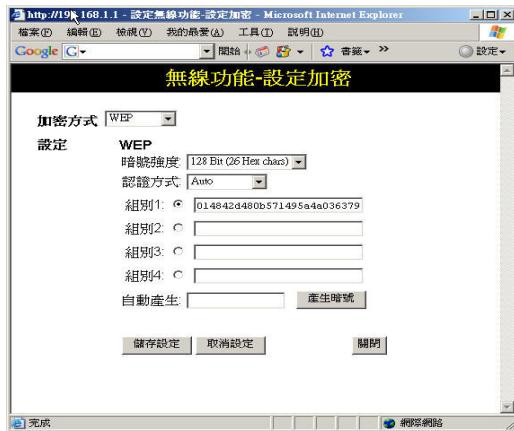 http://192.168.1.1 - 設定無線功能-設定加密 - Microsoft Internet Explorer
檔案(F) 編輯(E) 檢視(V) 我的最愛(A) 工具(T) 說明(H)
Google G 開始 書籤 » 設定
無線功能-設定加密
加密方式 WEP
設定 WEP
暗號強度: 128 Bit (26 Hex chars)
認證方式: Auto
組別1: 014842d480b571495a4a036379
組別2:
組別3:
組別4:
自動產生: 產生暗號
儲存設定 取消設定 關閉
完成 網際網路